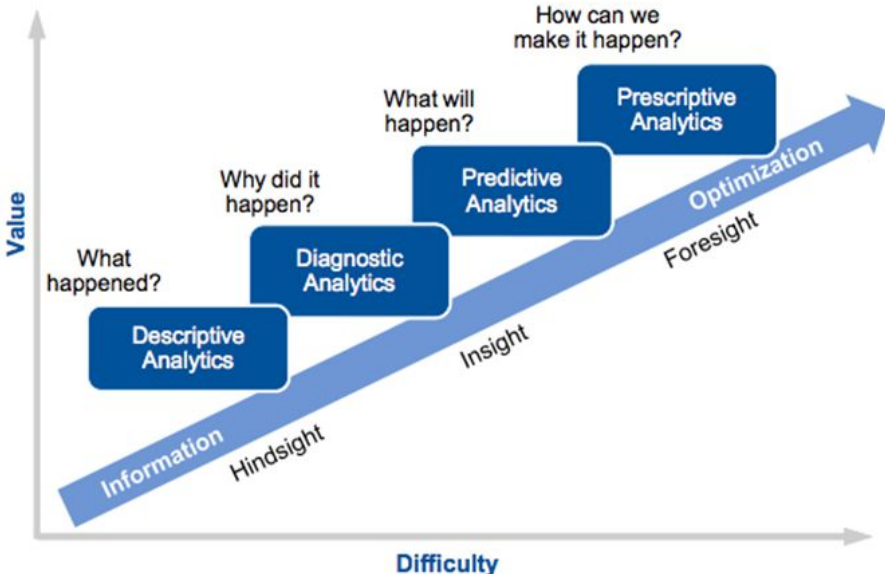 How can we
make it happen?
Prescriptive
Analytics
What will
happen?
Predictive
Analytics
Optimization
Why did it
happen?
Diagnostic
Analytics
Foresight
Value
What
happened?
Descriptive
Analytics
Insight
Information
Hindsight
Difficulty